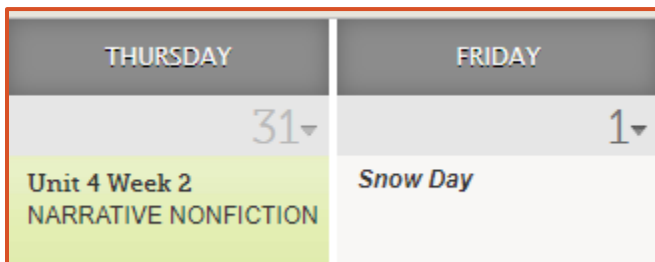 THURSDAY
FRIDAY
31
1
Unit 4 Week 2
NARRATIVE NONFICTION
Snow Day